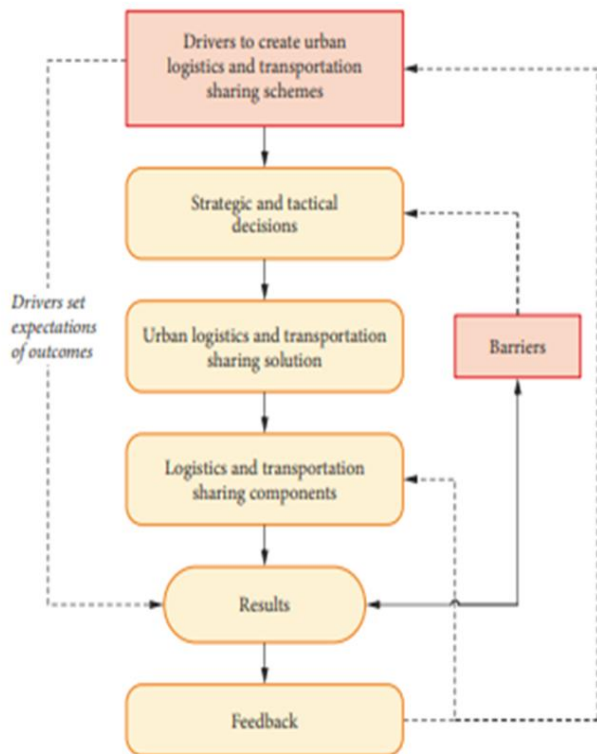 Drivers to create urban
logistics and transportation
sharing schemes
Strategic and tactical
decisions
Drivers set
expectations
of outcomes
Urban logistics and transportation
sharing solution
Barriers
Logistics and transportation
sharing components
Results
Feedback